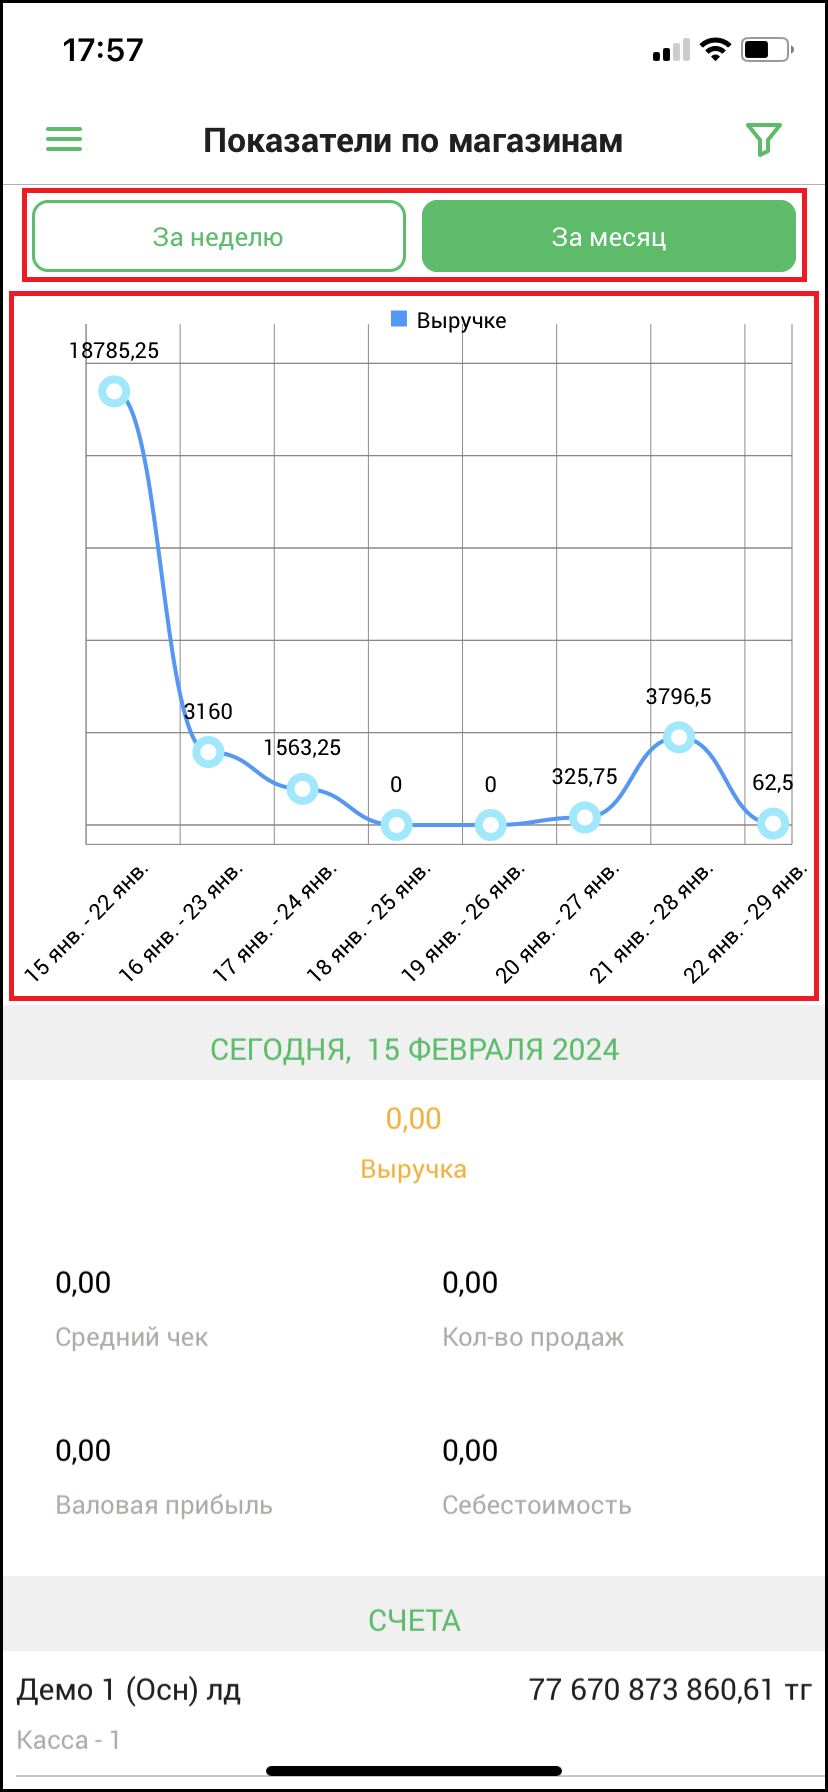 17:57
Показатели по магазинам
За неделю
За месяц
Выручке
18785,25
3160
1563,25
0
0
325,75
3796,5
62,5
15 янв. - 22 янв.
16 янв. - 23 янв.
17 янв. - 24 янв.
18 янв. - 25 янв.
19 янв. - 26 янв.
20 янв. - 27 янв.
21 янв. - 28 янв.
22 янв. - 29 янв.
СЕГОДНЯ, 15 ФЕВРАЛЯ 2024
0,00
Выручка
0,00
Средний чек
0,00
Кол-во продаж
0,00
Валовая прибыль
0,00
Себестоимость
СЧЕТА
Демо 1 (Осн) лд
77 670 873 860,61 тг
Касса - 1